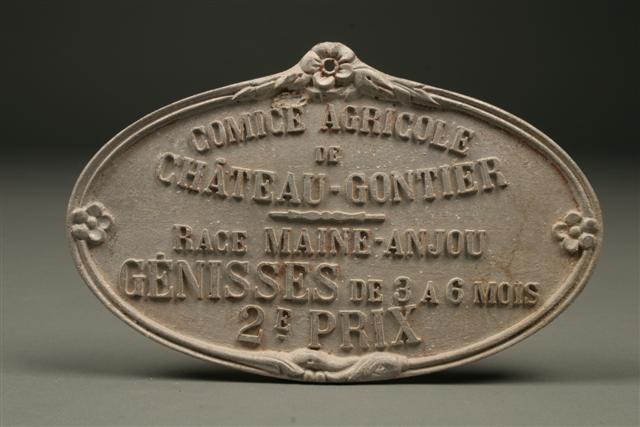 COMICE AGRICOLE
DE
CHÂTEAU-GONTIER
RACE MAINE-ANJOU
GÉNISSES DE 3 A 6 MOIS
2E PRIX